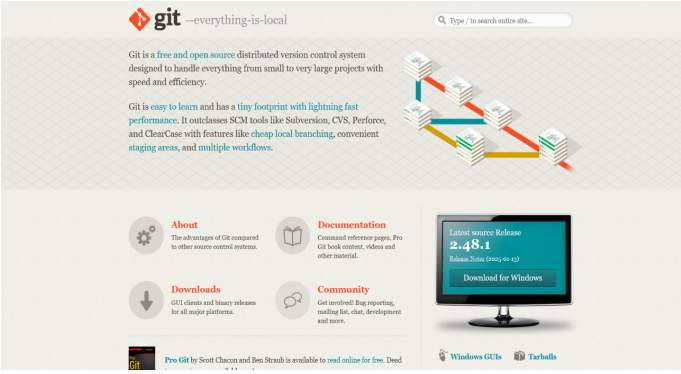 git --everything-is-local
Type / to search entire site...
Git is a free and open source distributed version control system
designed to handle everything from small to very large projects with
speed and efficiency.
Git is easy to learn and has a tiny footprint with lightning fast
performance. It outclasses SCM tools like Subversion, CVS, Perforce,
and ClearCase with features like cheap local branching, convenient
staging areas, and multiple workflows.
About
The advantages of Git compared
to other source control systems.
Documentation
Command reference pages, Pro
Git book content, videos and
other material.
Downloads
GUI clients and binary releases
for all major platforms.
Community
Get involved! Bug reporting,
mailing list, chat, development
and more.
Latest source Release
2.48.1
Release Notes (2025-01-13)
Download for Windows
Windows GUIs
Tarballs
Pro
Git
Pro Git by Scott Chacon and Ben Straub is available to read online for free. Dead